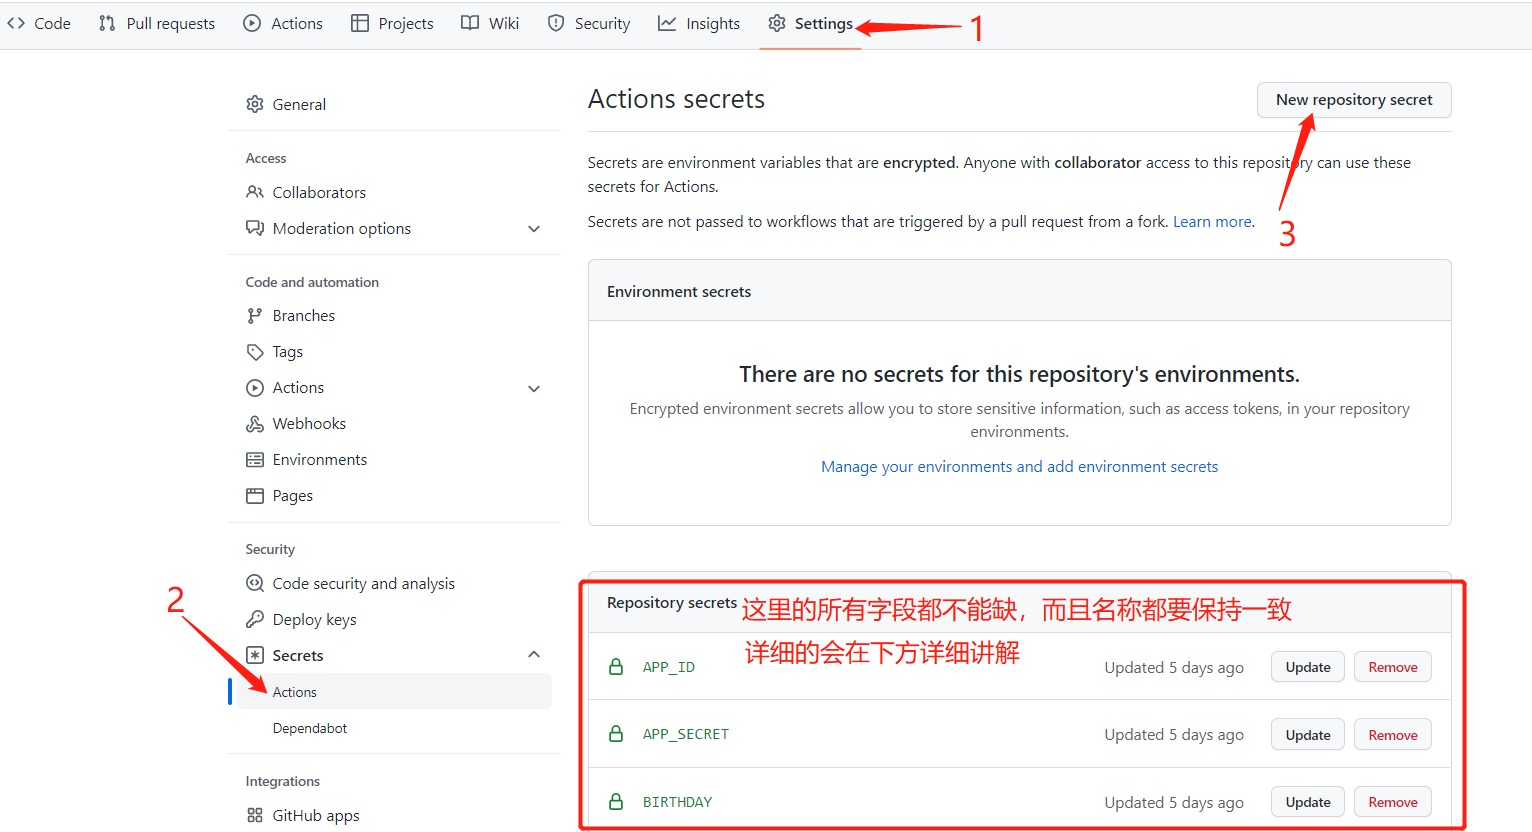 Code
Pull requests
Actions
Projects
Wiki
Security
Insights
Settings
1
General
Access
Collaborators
Moderation options
Code and automation
Branches
Tags
Actions
Webhooks
Environments
Pages
Security
Code security and analysis
Deploy keys
Secrets
2
Actions
Dependabot
Integrations
GitHub apps
Actions secrets
New repository secret
3
Secrets are environment variables that are encrypted. Anyone with collaborator access to this repository can use these
secrets for Actions.
Secrets are not passed to workflows that are triggered by a pull request from a fork. Learn more.
Environment secrets
There are no secrets for this repository's environments.
Encrypted environment secrets allow you to store sensitive information, such as access tokens, in your repository
environments.
Manage your environments and add environment secrets
Repository secrets 这里的所有字段都不能缺，而且名称都要保持一致
详细的会在下方详细讲解
APP_ID Updated 5 days ago Update Remove
APP_SECRET Updated 5 days ago Update Remove
BIRTHDAY Updated 5 days ago Update Remove